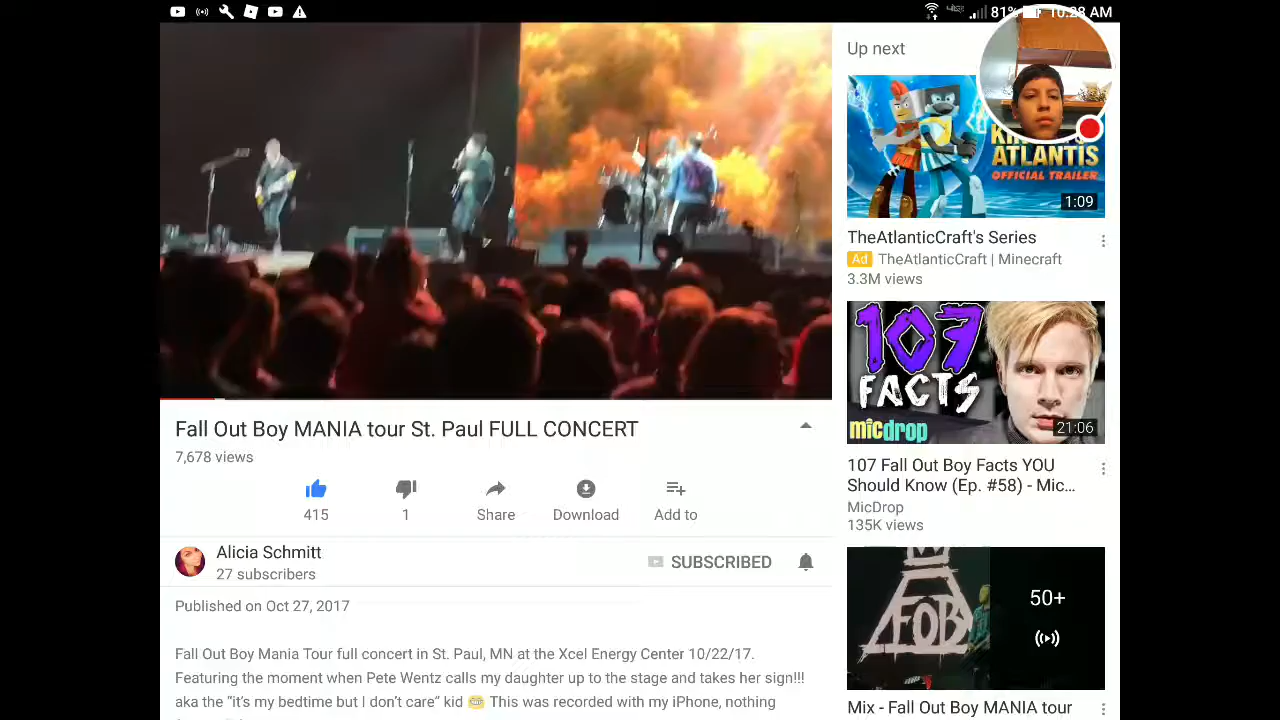 81%
10:28 AM
Up next
ATLANTIS
OFFICIAL TRAILER
1:09
TheAtlanticCraft's Series
Ad TheAtlanticCraft | Minecraft
3.3M views
107
FACTS
micdrop
21:06
107 Fall Out Boy Facts YOU
Should Know (Ep. #58) - Mic...
MicDrop
135K views
FOB
50+
Mix - Fall Out Boy MANIA tour
Fall Out Boy MANIA tour St. Paul FULL CONCERT
7,678 views
415
1
Share
Download
Add to
Alicia Schmitt
27 subscribers
SUBSCRIBED
Published on Oct 27, 2017
Fall Out Boy Mania Tour full concert in St. Paul, MN at the Xcel Energy Center 10/22/17.
Featuring the moment when Pete Wentz calls my daughter up to the stage and takes her sign!!!
aka the "it's my bedtime but I don't care" kid 😁 This was recorded with my iPhone, nothing